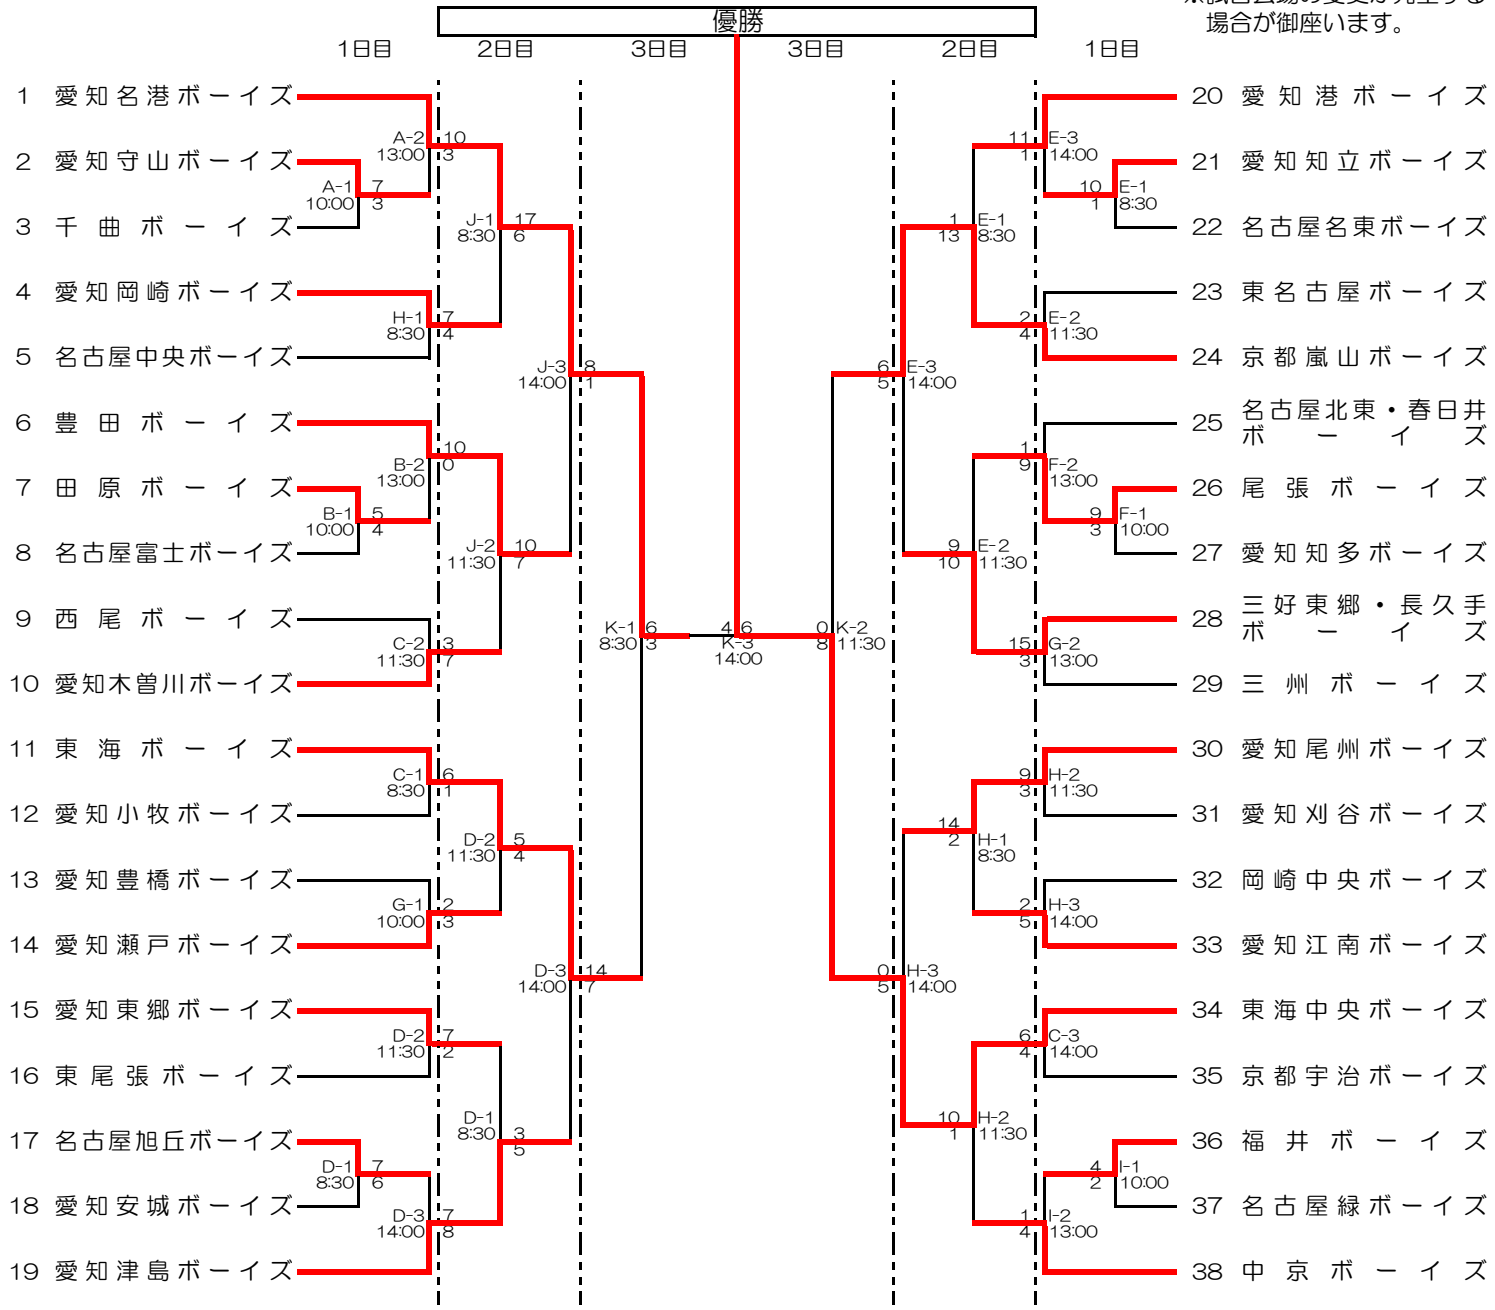 ※試合会場の変更が発生する
場合が御座います。
優勝
1日目 2日目 3日目 3日目 2日目 1日目
1 愛知名港ボーイズ
2 愛知守山ボーイズ
3 千曲ボーイズ
4 愛知岡崎ボーイズ
5 名古屋中央ボーイズ
6 豊田ボーイズ
7 田原ボーイズ
8 名古屋富士ボーイズ
9 西尾ボーイズ
10 愛知木曽川ボーイズ
11 東海ボーイズ
12 愛知小牧ボーイズ
13 愛知豊橋ボーイズ
14 愛知瀬戸ボーイズ
15 愛知東郷ボーイズ
16 東尾張ボーイズ
17 名古屋旭丘ボーイズ
18 愛知安城ボーイズ
19 愛知津島ボーイズ
A-1 7
10:00 3
A-2 10
13:00 3
H-1 7
8:30 4
B-1 5
10:00 4
B-2 10
13:00 0
C-2 3
11:30 7
C-1 6
8:30 1
G-1 2
10:00 3
D-2 7
11:30 2
D-1 7
8:30 6
D-3 7
14:00 8
J-1 17
8:30 6
J-2 10
11:30 7
D-2 5
11:30 4
D-1 3
8:30 5
J-3 8
14:00 1
D-3 14
14:00 7
K-1 6
8:30 3
4 6
K-3
14:00
0 K-2
8 11:30
6 E-3
5 14:00
0 H-3
5 14:00
1 E-1
13 8:30
9 E-2
10 11:30
14 H-1
2 8:30
10 H-2
1 11:30
11 E-3
1 14:00
10 E-1
1 8:30
2 E-2
4 11:30
1 F-2
9 13:00
9 F-1
3 10:00
15 G-2
3 13:00
9 H-2
3 11:30
2 H-3
5 14:00
6 C-3
4 14:00
4 I-1
2 10:00
1 I-2
4 13:00
20 愛知港ボーイズ
21 愛知知立ボーイズ
22 名古屋名東ボーイズ
23 東名古屋ボーイズ
24 京都嵐山ボーイズ
25 名古屋北東・春日井
ボーイズ
26 尾張ボーイズ
27 愛知知多ボーイズ
28 三好東郷・長久手
ボーイズ
29 三州ボーイズ
30 愛知尾州ボーイズ
31 愛知刈谷ボーイズ
32 岡崎中央ボーイズ
33 愛知江南ボーイズ
34 東海中央ボーイズ
35 京都宇治ボーイズ
36 福井ボーイズ
37 名古屋緑ボーイズ
38 中京ボーイズ